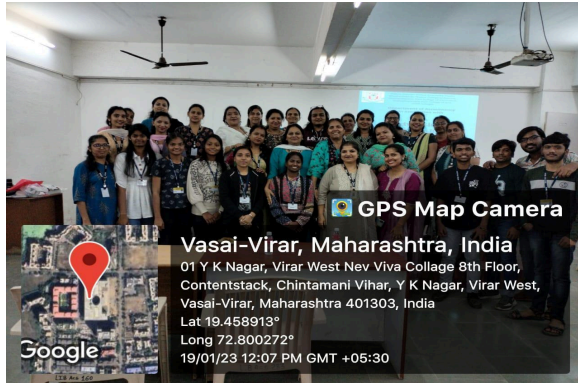 GPS Map Camera
Vasai-Virar, Maharashtra, India
01 Y K Nagar, Virar West Nev Viva Collage 8th Floor,
Contentstack, Chintamani Vihar, Y K Nagar, Virar West,
Vasai-Virar, Maharashtra 401303, India
Lat 19.458913°
Long 72.800272°
19/01/23 12:07 PM GMT +05:30
Google